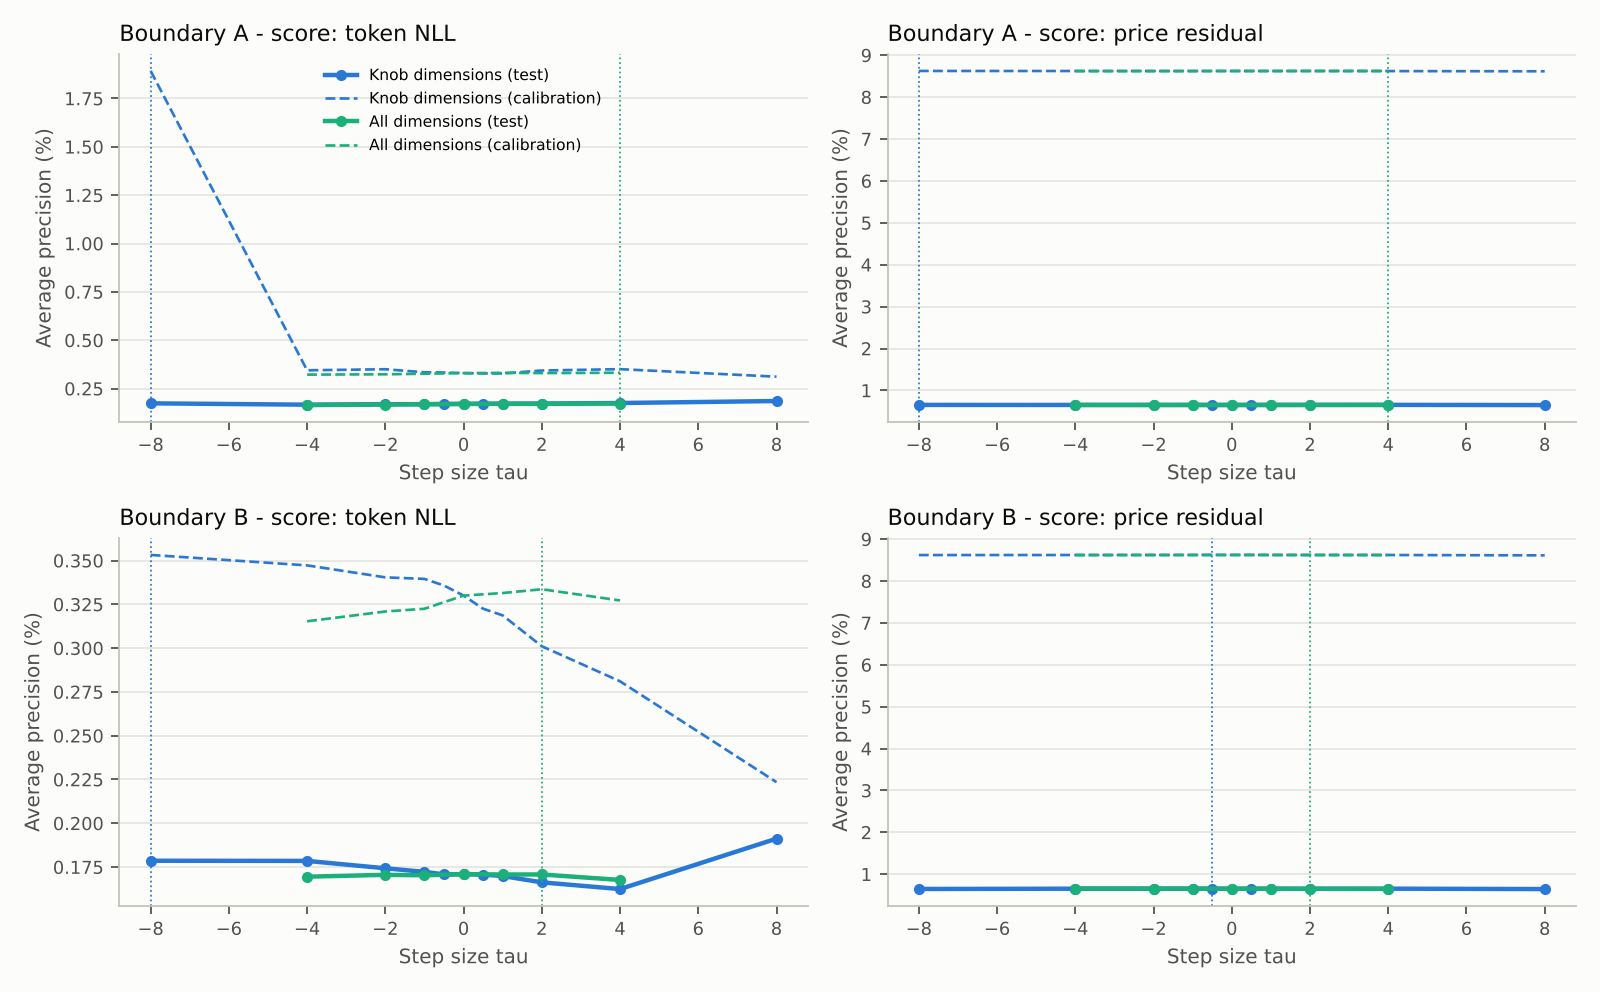 Boundary A - score: token NLL
Average precision (%)
1.75
1.50
1.25
1.00
0.75
0.50
0.25
Knob dimensions (test)
Knob dimensions (calibration)
All dimensions (test)
All dimensions (calibration)
−8 −6 −4 −2 0 2 4 6 8
Step size tau
Boundary A - score: price residual
Average precision (%)
9
8
7
6
5
4
3
2
1
−8 −6 −4 −2 0 2 4 6 8
Step size tau
Boundary B - score: token NLL
Average precision (%)
0.350
0.325
0.300
0.275
0.250
0.225
0.200
0.175
−8 −6 −4 −2 0 2 4 6 8
Step size tau
Boundary B - score: price residual
Average precision (%)
9
8
7
6
5
4
3
2
1
−8 −6 −4 −2 0 2 4 6 8
Step size tau